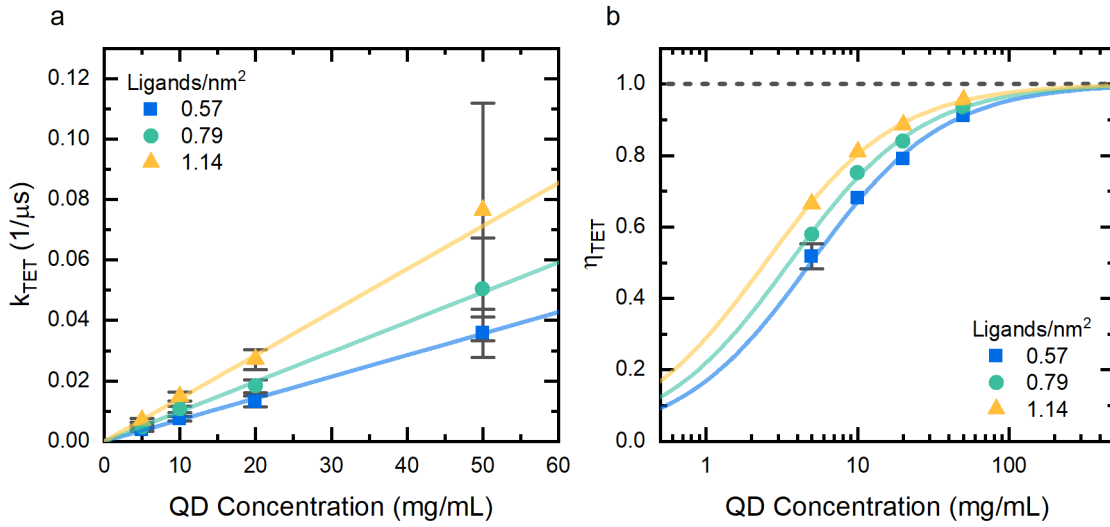 a
k_TET (1/μs)
0.12
0.10
0.08
0.06
0.04
0.02
0.00
Ligands/nm²
0.57
0.79
1.14
0 10 20 30 40 50 60
QD Concentration (mg/mL)
b
η_TET
1.0
0.8
0.6
0.4
0.2
0.0
Ligands/nm²
0.57
0.79
1.14
1 10 100
QD Concentration (mg/mL)